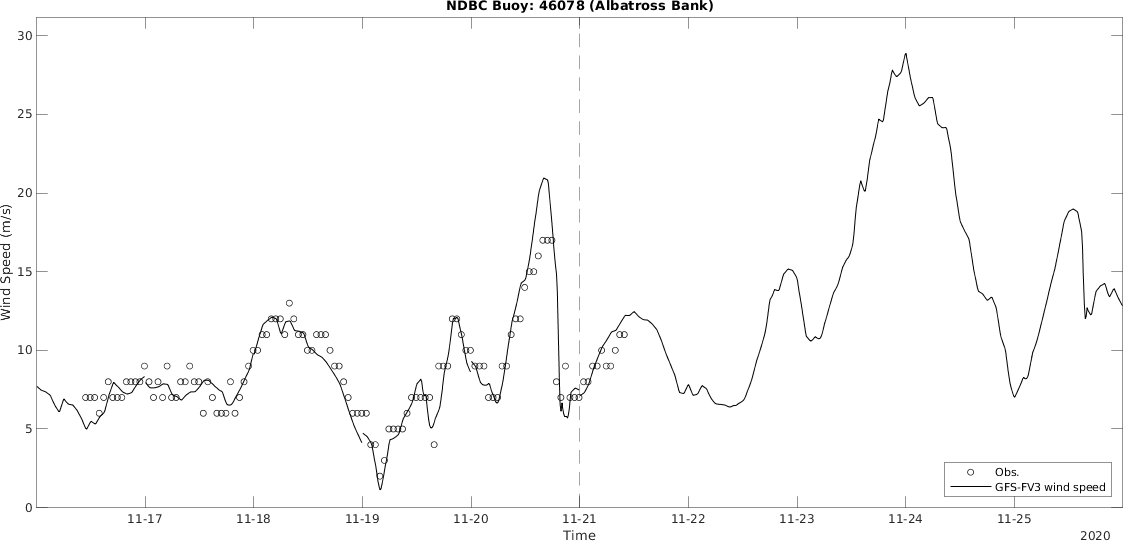 NDBC Buoy: 46078 (Albatross Bank)
30
25
20
15
10
5
0
Wind Speed (m/s)
11-17 11-18 11-19 11-20 11-21 11-22 11-23 11-24 11-25
Time
2020
Obs.
GFS-FV3 wind speed